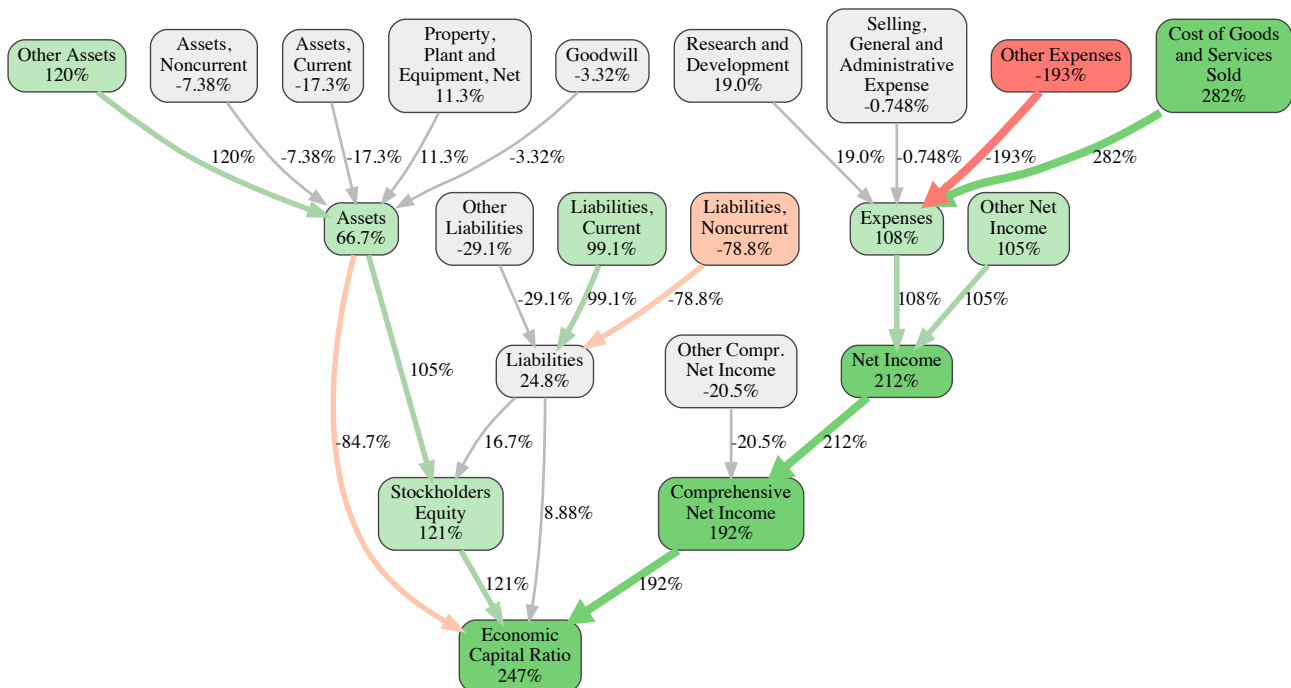 Other Assets
120%
Assets,
Noncurrent
-7.38%
Assets,
Current
-17.3%
Property,
Plant and
Equipment, Net
11.3%
Goodwill
-3.32%
Research and
Development
19.0%
Selling,
General and
Administrative
Expense
-0.748%
Other Expenses
-193%
Cost of Goods
and Services
Sold
282%
120%
-7.38%
-17.3%
11.3%
-3.32%
19.0%
-0.748%
-193%
282%
Assets
66.7%
Other
Liabilities
-29.1%
Liabilities,
Current
99.1%
Liabilities,
Noncurrent
-78.8%
Expenses
108%
Other Net
Income
105%
-29.1%
99.1%
-78.8%
108%
105%
105%
Liabilities
24.8%
Other Compr.
Net Income
-20.5%
Net Income
212%
-84.7%
16.7%
-20.5%
212%
Stockholders
Equity
121%
8.88%
Comprehensive
Net Income
192%
121%
192%
Economic
Capital Ratio
247%